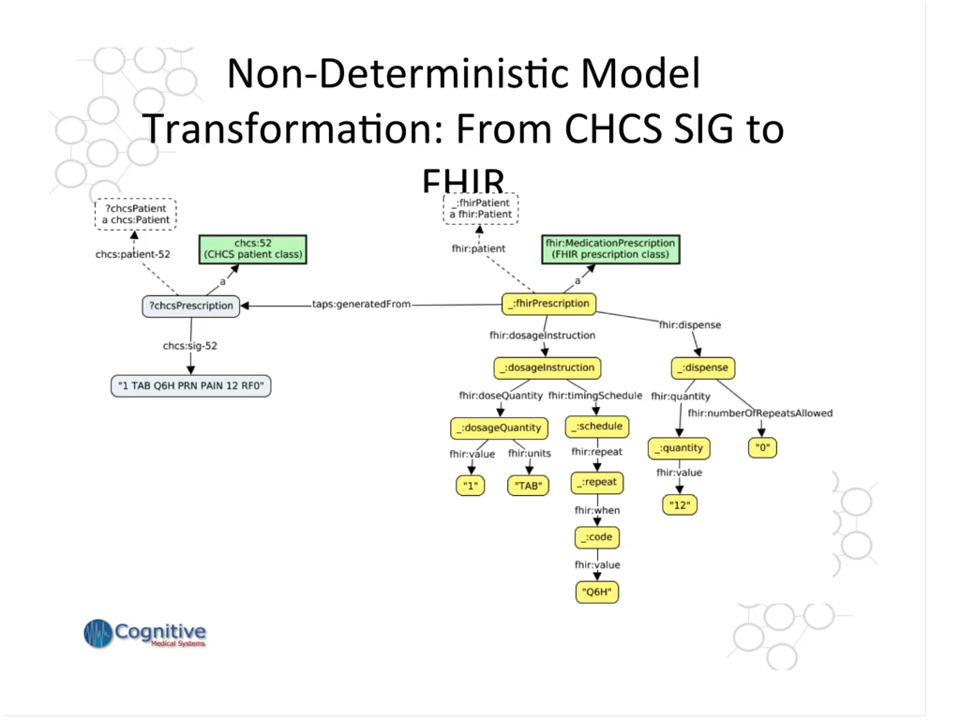 Non-Deterministic Model
Transformation: From CHCS SIG to
FHIR
?chcsPatient
a chcs:Patient
chcs:patient-52
chcs:52
(CHCS patient class)
a
?chcsPrescription
chcs:sig-52
"1 TAB Q6H PRN PAIN 12 RF0"
taps:generatedFrom
_:fhirPatient
a fhir:Patient
fhir:patient
fhir:MedicationPrescription
(FHIR prescription class)
a
_:fhirPrescription
fhir:dosageInstruction
fhir:dispense
_:dosageInstruction
_:dispense
fhir:doseQuantity
fhir:timingSchedule
fhir:quantity
fhir:numberOfRepeatsAllowed
_:dosageQuantity
_:schedule
_:quantity
"0"
fhir:value
fhir:units
fhir:repeat
fhir:value
"1"
"TAB"
_:repeat
"12"
fhir:when
_:code
fhir:value
"Q6H"
Cognitive
Medical Systems